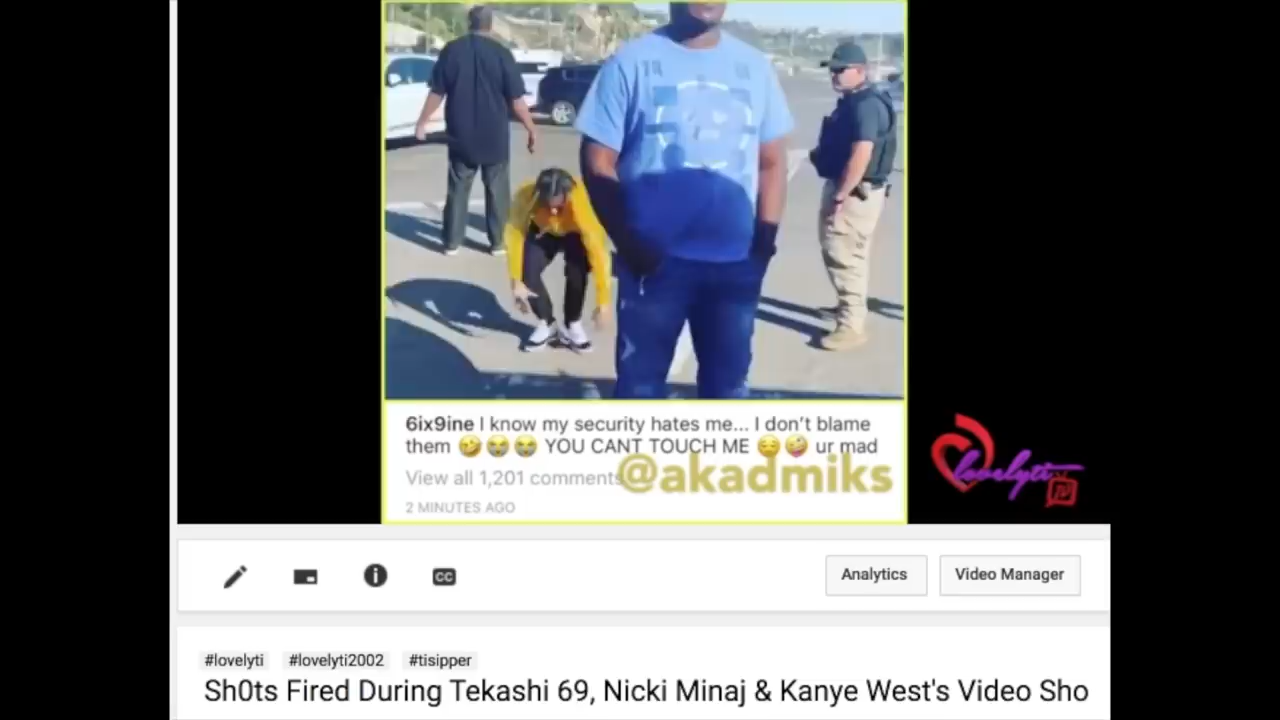 6ix9ine I know my security hates me... I don't blame
them 🤣😭😭 YOU CANT TOUCH ME 😌🤪 ur mad
@akadmiks
View all 1,201 comments
2 MINUTES AGO
lovelyti
TV
CC
Analytics
Video Manager
#lovelyti #lovelyti2002 #tisipper
Sh0ts Fired During Tekashi 69, Nicki Minaj & Kanye West's Video Sho